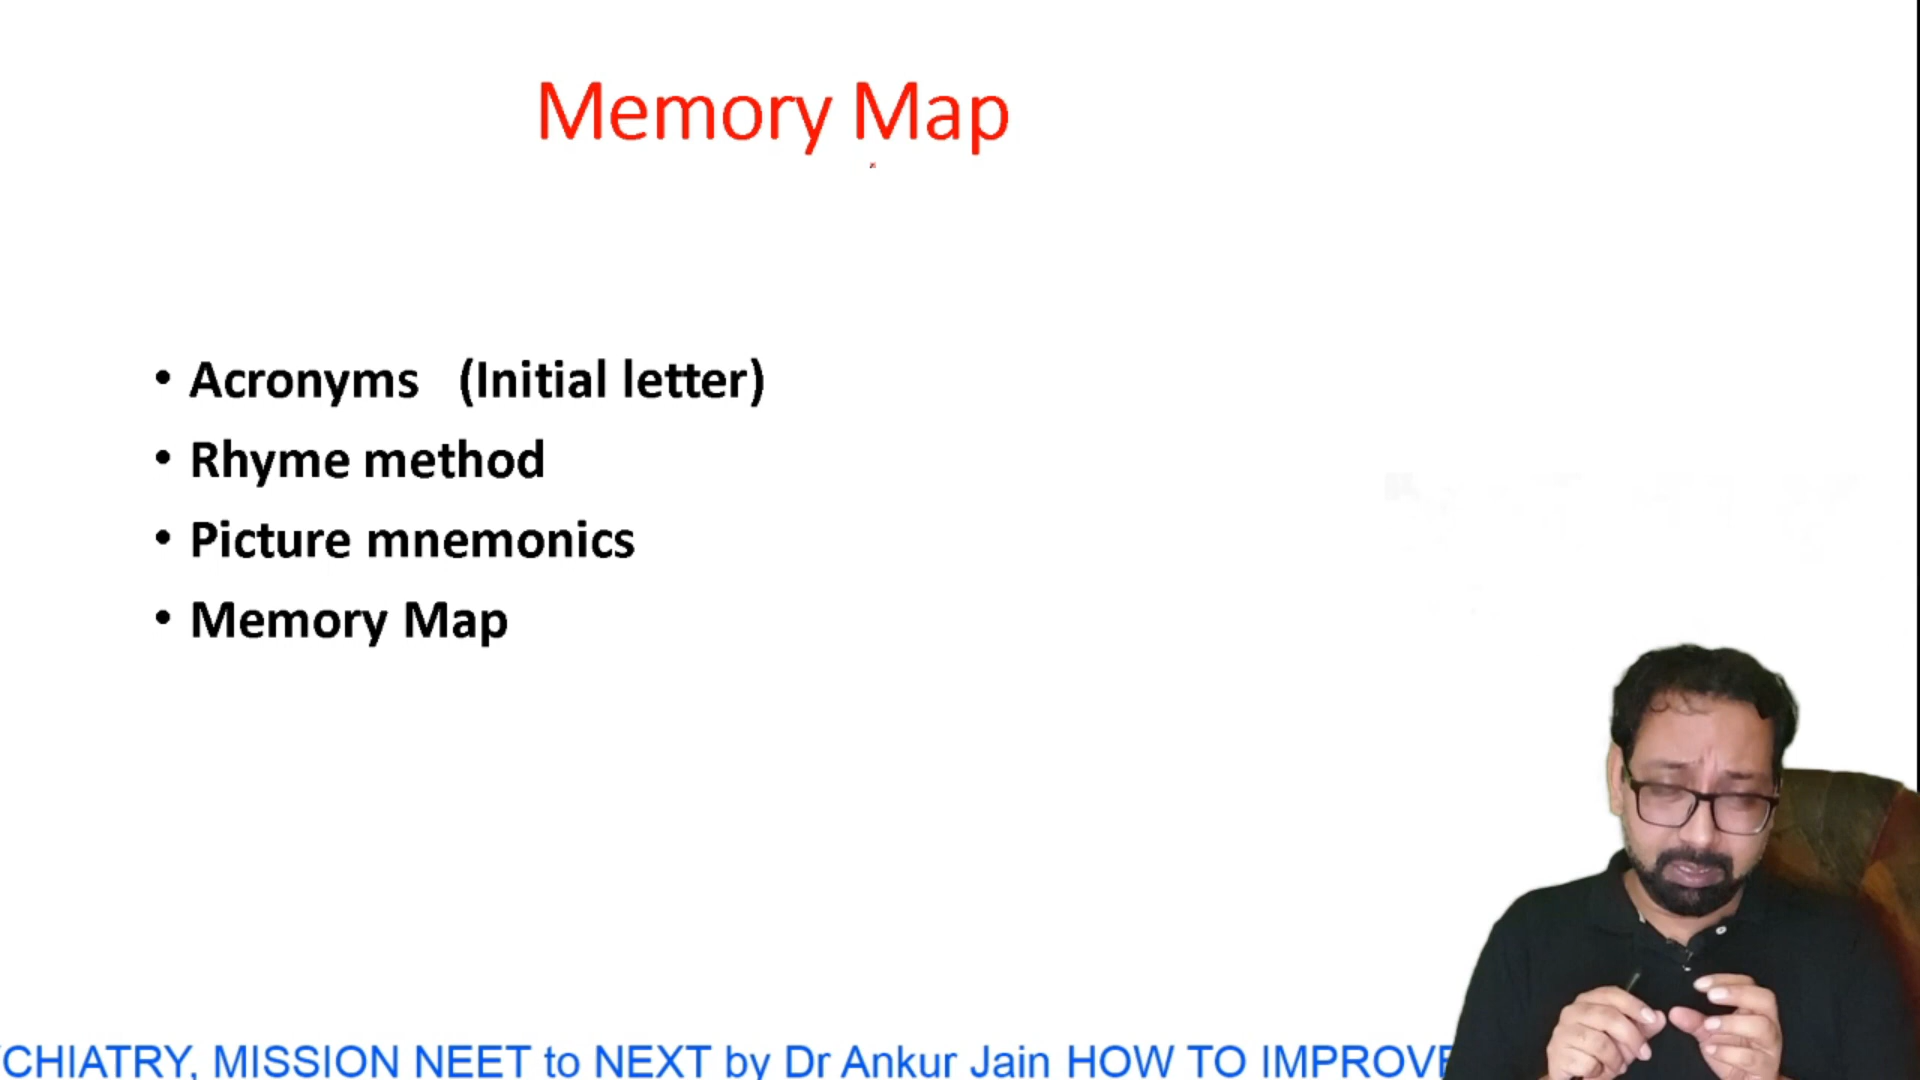 Memory Map
• Acronyms (Initial letter)
• Rhyme method
• Picture mnemonics
• Memory Map
CHIATRY, MISSION NEET to NEXT by Dr Ankur Jain HOW TO IMPROVE